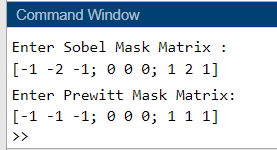 Command Window
Enter Sobel Mask Matrix :
[-1 -2 -1; 0 0 0; 1 2 1]
Enter Prewitt Mask Matrix:
[-1 -1 -1; 0 0 0; 1 1 1]
>>